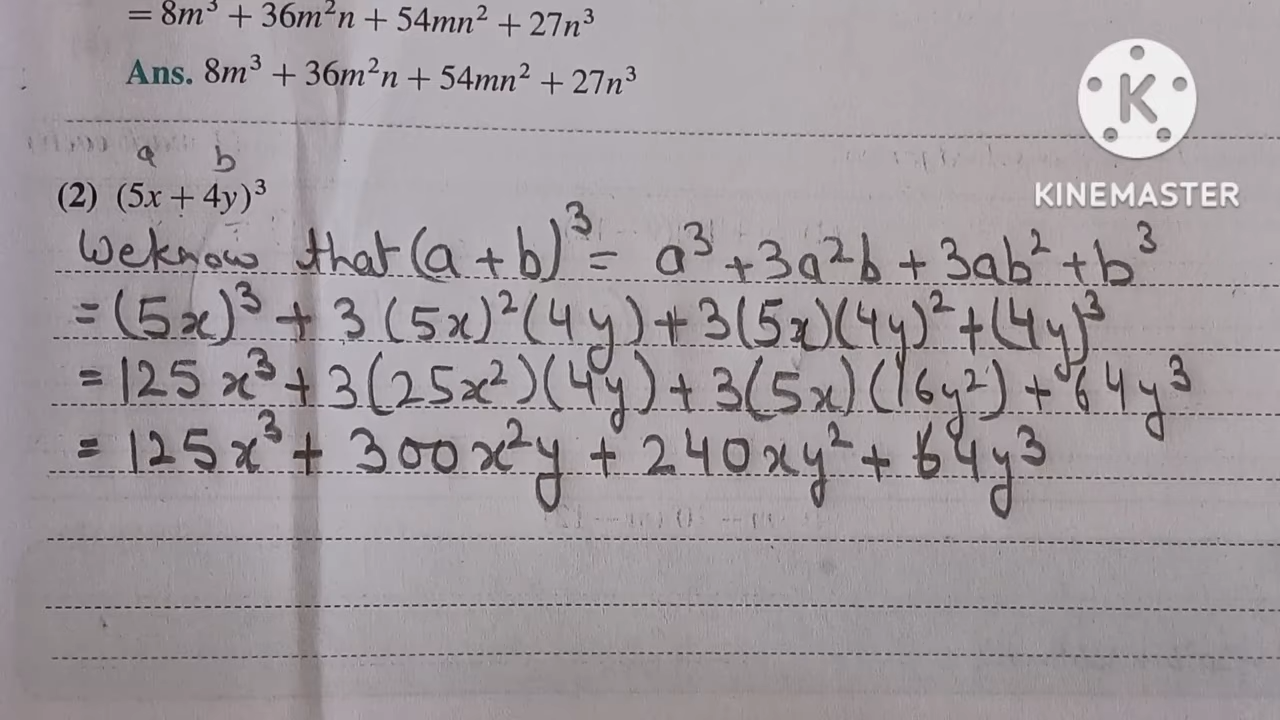 = 8m³ + 36m²n + 54mn² + 27n³
Ans. 8m³ + 36m²n + 54mn² + 27n³
K
KINEMASTER
a b
(2) (5x + 4y)³
We know that (a + b)³ = a³ + 3a²b + 3ab² + b³
= (5x)³ + 3(5x)²(4y) + 3(5x)(4y)² + (4y)³
= 125x³ + 3(25x²)(4y) + 3(5x)(16y²) + 64y³
= 125x³ + 300x²y + 240xy² + 64y³